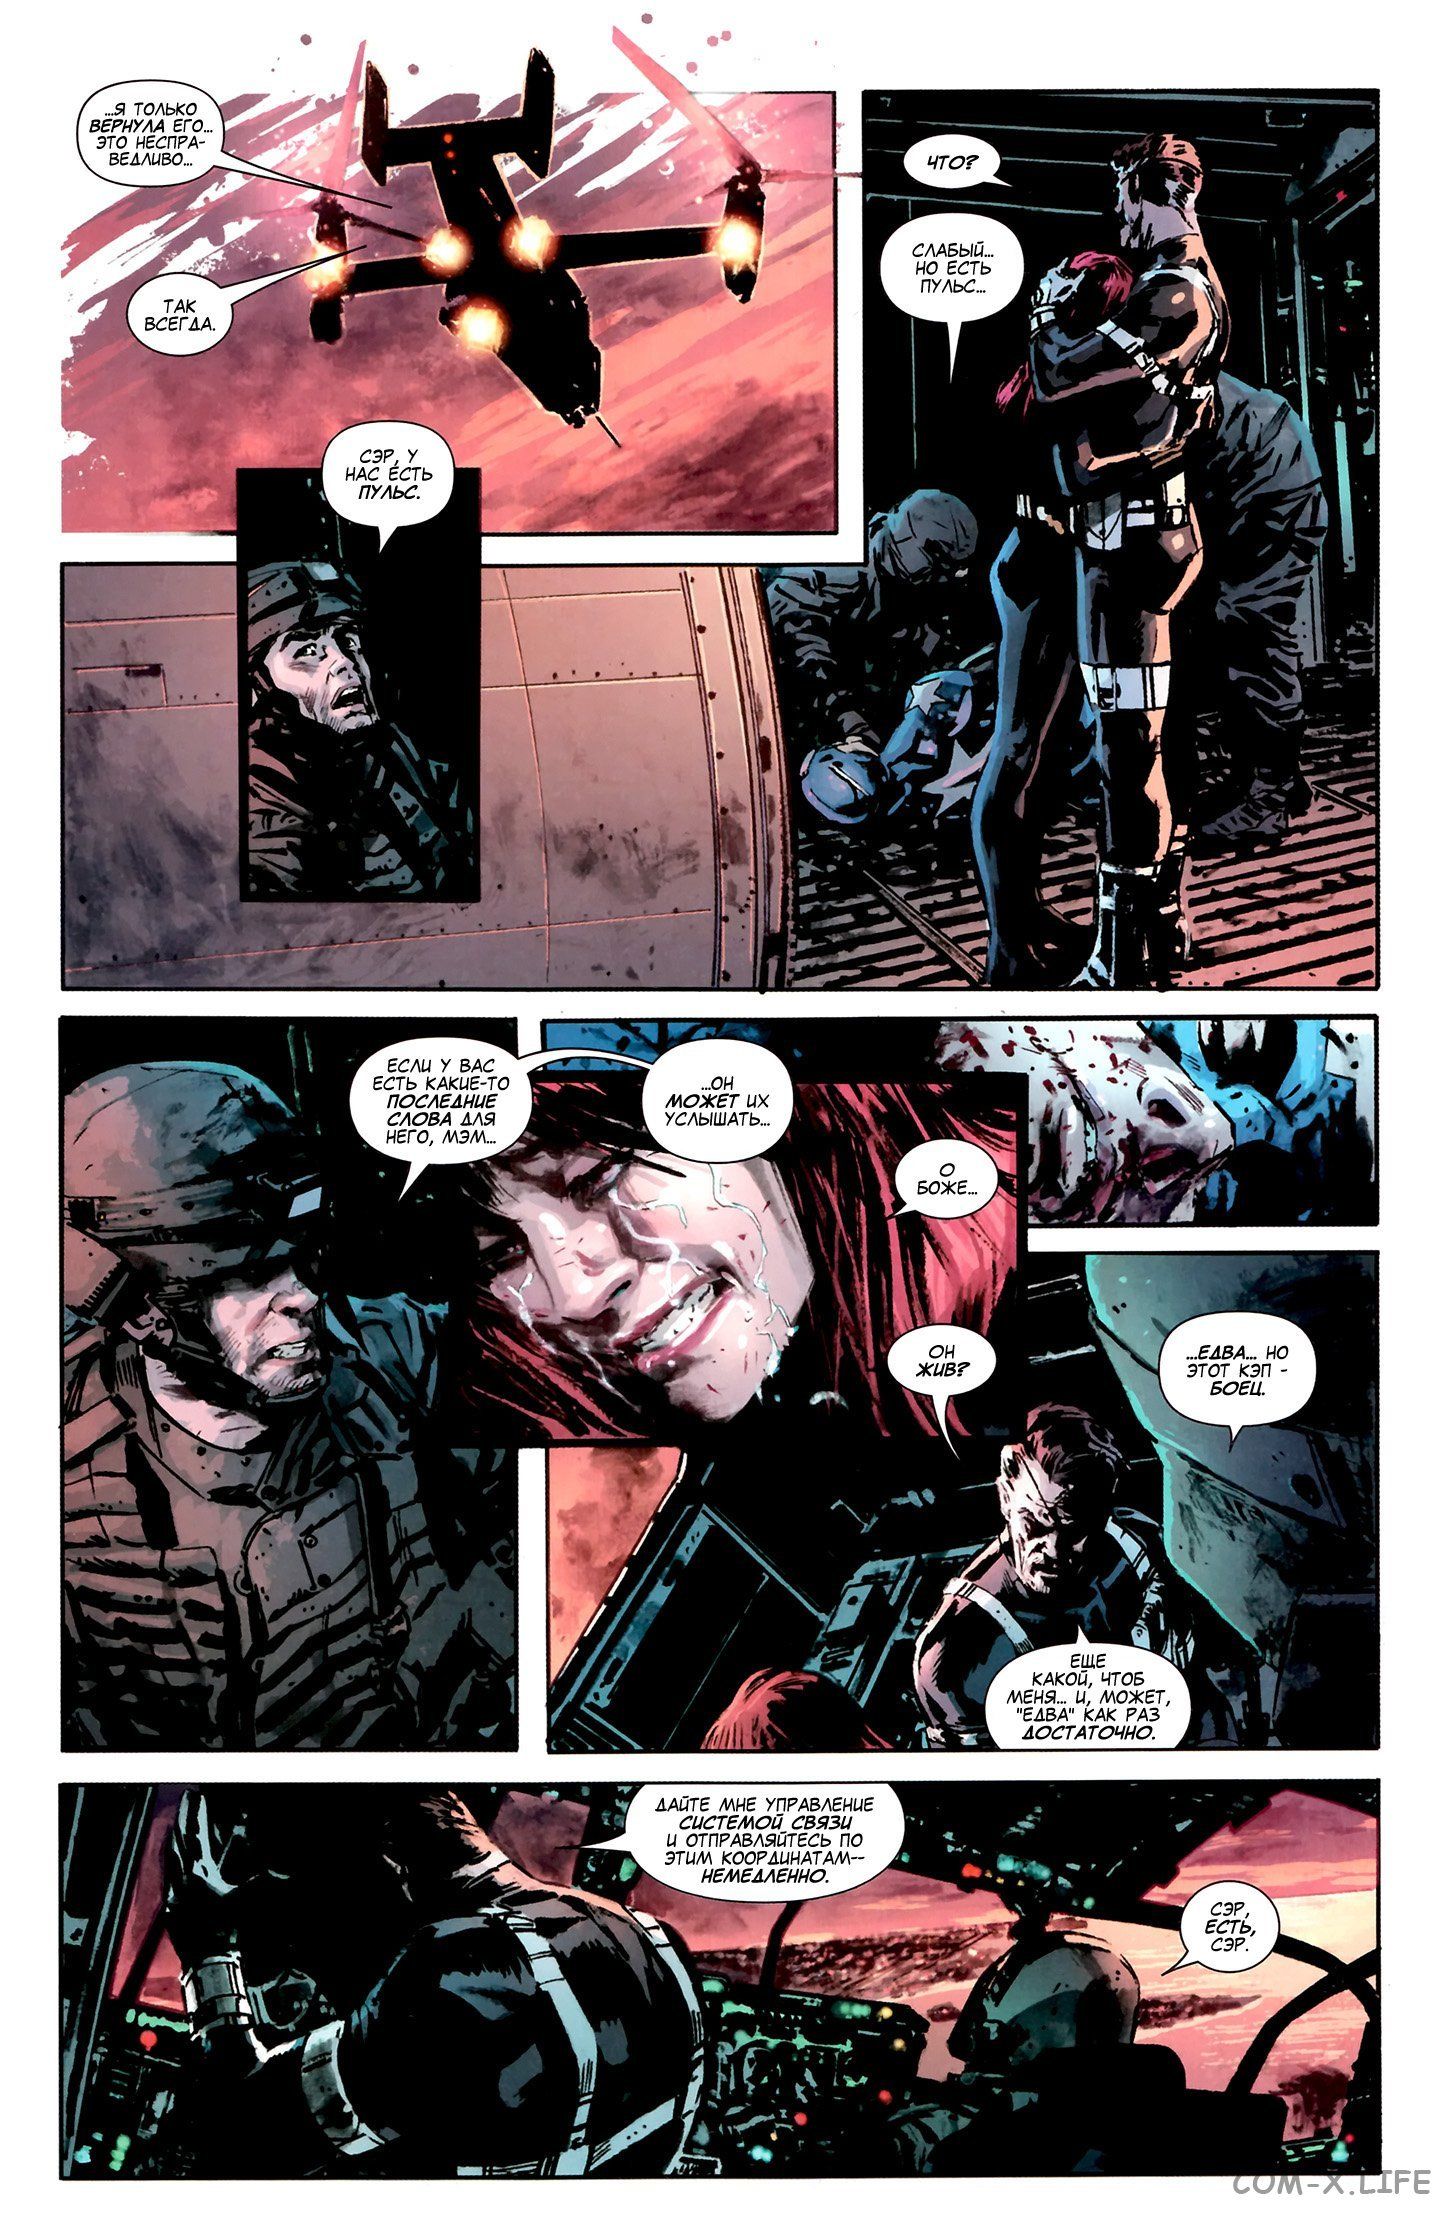 ...Я ТОЛЬКО
ВЕРНУЛА ЕГО...
ЭТО НЕСПРА-
ВЕДЛИВО...
ТАК
ВСЕГДА.
СЭР, У
НАС ЕСТЬ
ПУЛЬС.
ЧТО?
СЛАБЫЙ...
НО ЕСТЬ
ПУЛЬС...
ЕСЛИ У ВАС
ЕСТЬ КАКИЕ-ТО
ПОСЛЕДНИЕ
СЛОВА ДЛЯ
НЕГО, МЭМ...
...ОН
МОЖЕТ ИХ
УСЛЫШАТЬ...
О
БОЖЕ...
ОН
ЖИВ?
...ЕДВА... НО
ЭТОТ КЭП -
БОЕЦ.
ЕЩЕ
КАКОЙ, ЧТОБ
МЕНЯ... И, МОЖЕТ,
"ЕДВА" КАК РАЗ
ДОСТАТОЧНО.
ДАЙТЕ МНЕ УПРАВЛЕНИЕ
СИСТЕМОЙ СВЯЗИ
И ОТПРАВЛЯЙТЕСЬ ПО
ЭТИМ КООРДИНАТАМ--
НЕМЕДЛЕННО.
СЭР,
ЕСТЬ,
СЭР.
COM-X.LIFE